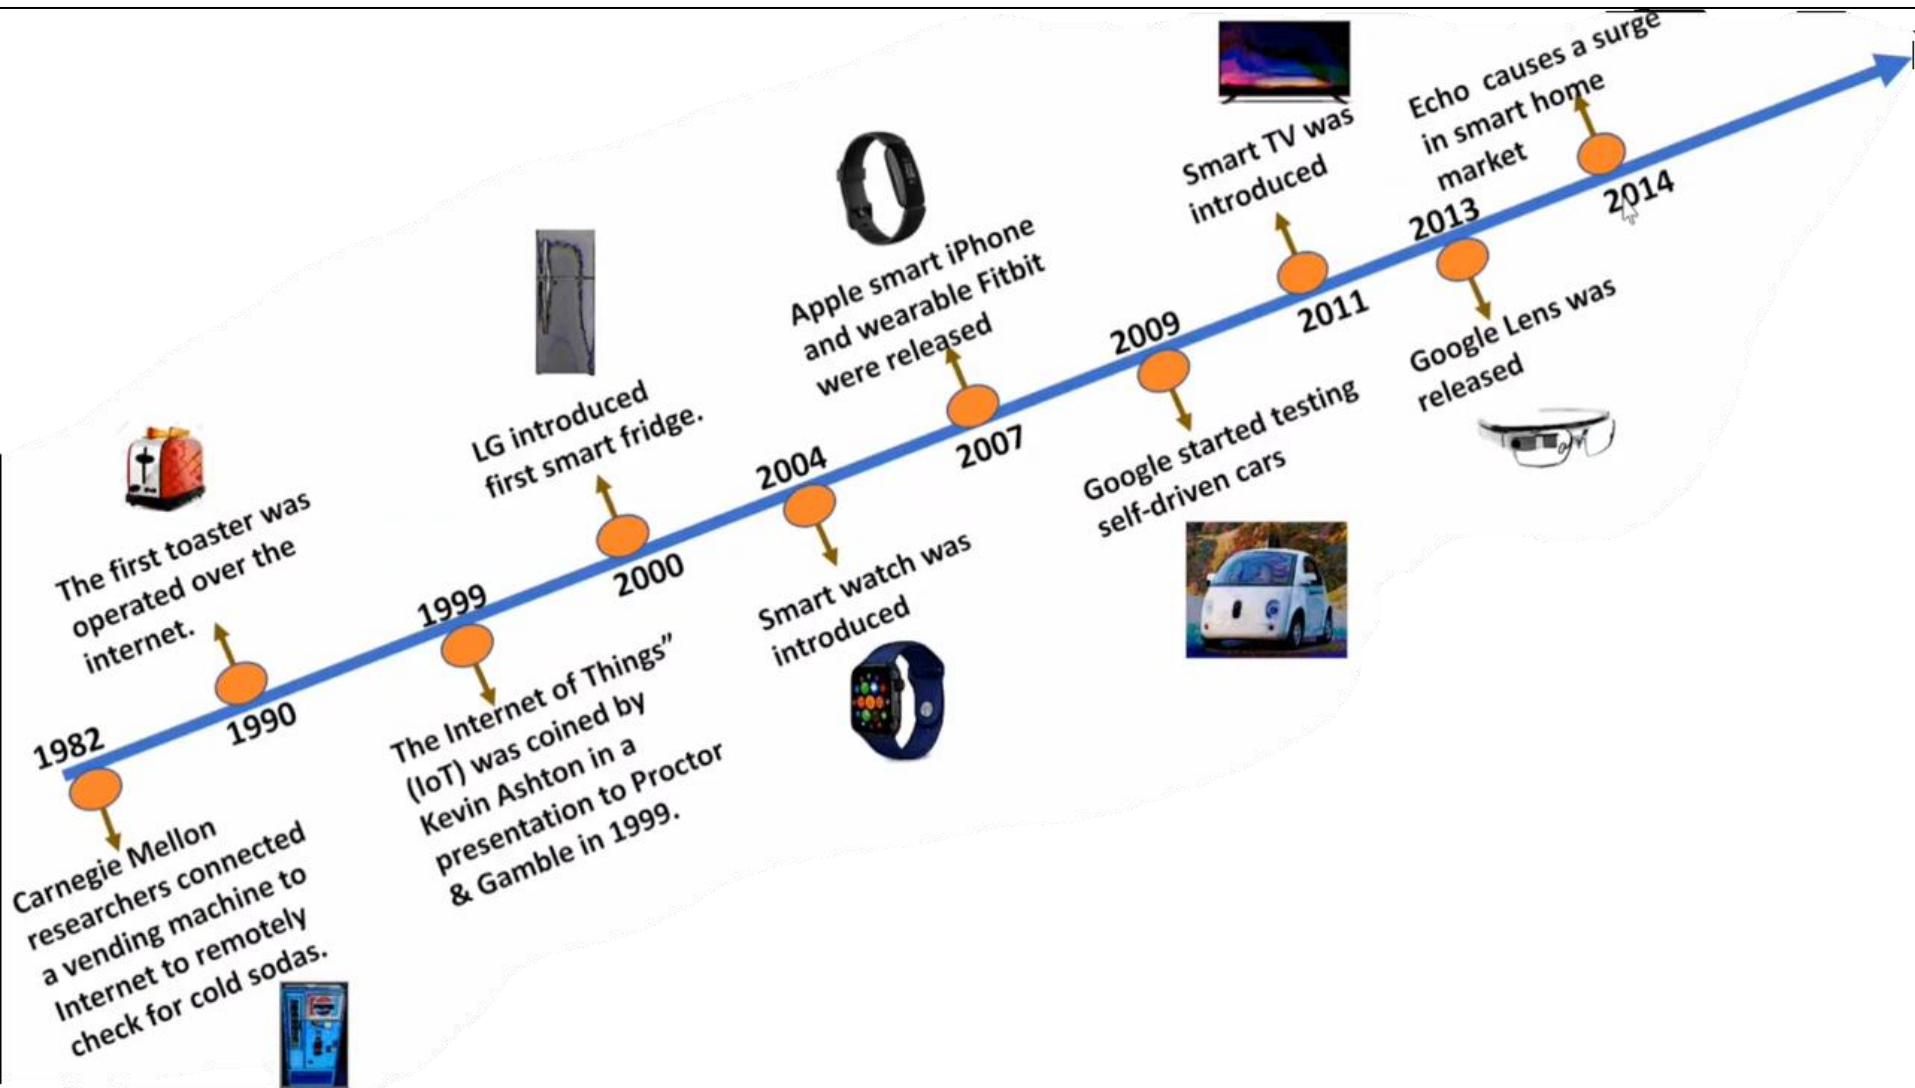 1982
Carnegie Mellon
researchers connected
a vending machine to
Internet to remotely
check for cold sodas.
The first toaster was
operated over the
internet.
1990
1999
The Internet of Things”
(IoT) was coined by
Kevin Ashton in a
presentation to Proctor
& Gamble in 1999.
LG introduced
first smart fridge.
2000
2004
Smart watch was
introduced
Apple smart iPhone
and wearable Fitbit
were released
2007
2009
Google started testing
self-driven cars
Smart TV was
introduced
2011
2013
Google Lens was
released
Echo causes a surge
in smart home
market
2014